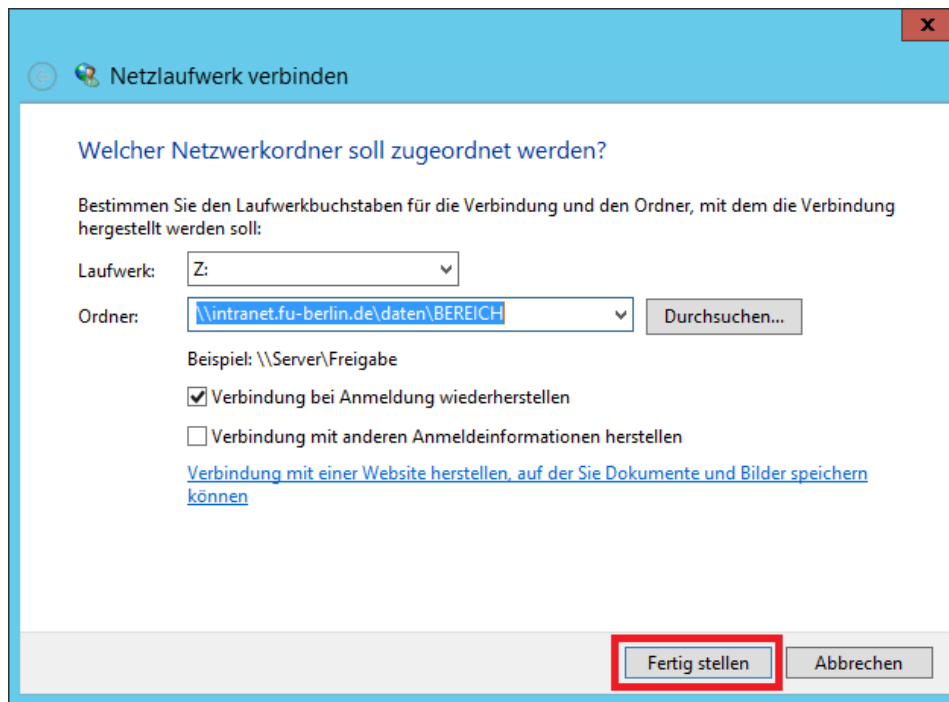 x
Netzlaufwerk verbinden
Welcher Netzwerkordner soll zugeordnet werden?
Bestimmen Sie den Laufwerkbuchstaben für die Verbindung und den Ordner, mit dem die Verbindung
hergestellt werden soll:
Laufwerk: Z:
Ordner: \\intranet.fu-berlin.de\daten\BEREICH Durchsuchen...
Beispiel: \\Server\Freigabe
Verbindung bei Anmeldung wiederherstellen
Verbindung mit anderen Anmeldeinformationen herstellen
Verbindung mit einer Website herstellen, auf der Sie Dokumente und Bilder speichern
können
Fertig stellen Abbrechen